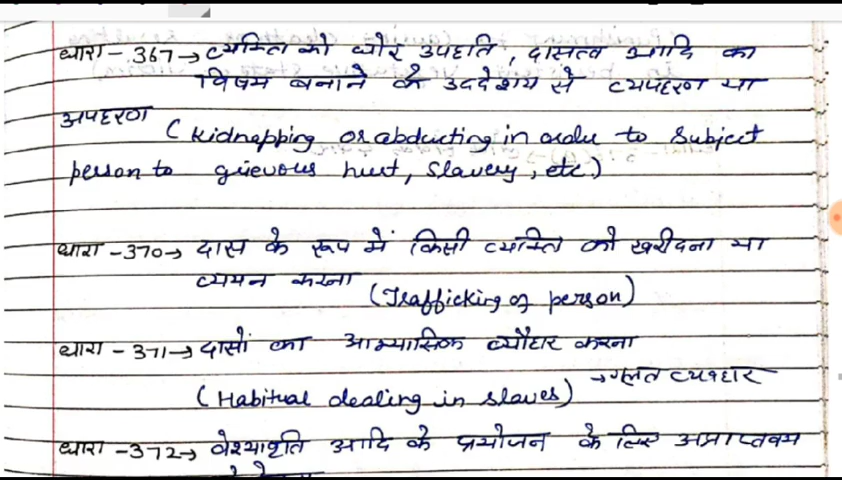 धारा - 367 → व्यक्ति को घोर उपहति, दासत्व आदि का
विषय बनाने के उददेशय से व्यपहरण या
अपहरण
(Kidnapping or abducting in order to Subject
person to grievous hurt, Slavery, etc.)
धारा - 370 → दास के रूप में किसी व्यक्ति को खरीदना या
व्ययन करना
(Trafficking of person)
धारा - 371 → दासों का आभ्यासिक व्यौहार करना
→ गलत व्यवहार
(Habitual dealing in slaves)
धारा - 372 → वेश्यावृति आदि के प्रयोजन के लिए अप्राप्तवय